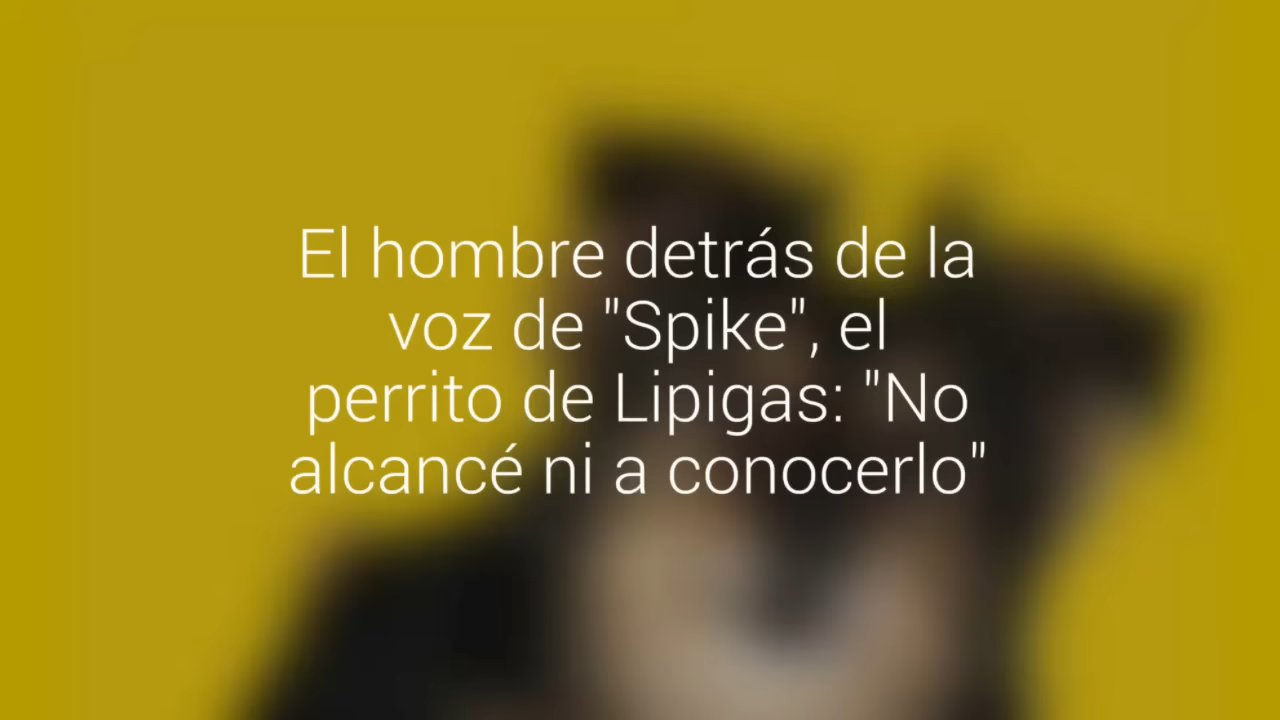 El hombre detrás de la
voz de "Spike", el
perrito de Lipigas: "No
alcancé ni a conocerlo"